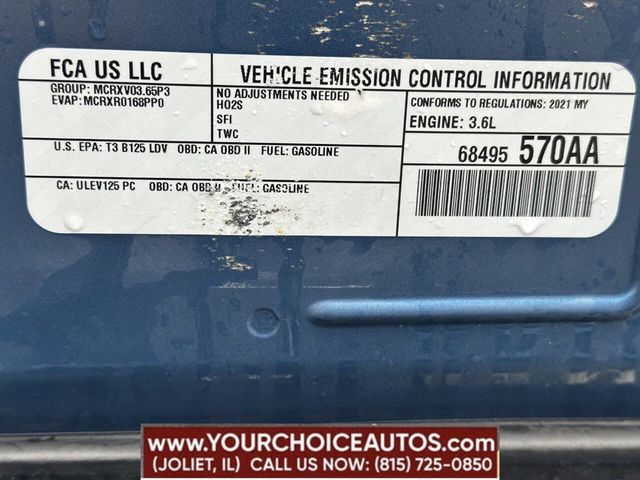 FCA US LLC
VEHICLE EMISSION CONTROL INFORMATION
GROUP: MCRXV03.65P3
EVAP: MCRXR0168PP0
NO ADJUSTMENTS NEEDED
HO2S
SFI
TWC
CONFORMS TO REGULATIONS: 2021 MY
ENGINE: 3.6L
U.S. EPA: T3 B125 LDV OBD: CA OBD II FUEL: GASOLINE
68495 570AA
CA: ULEV125 PC OBD: CA OBD II FUEL: GASOLINE
WWW.YOURCHOICEAUTOS.COM
(JOLIET, IL) CALL US NOW: (815) 725-0850